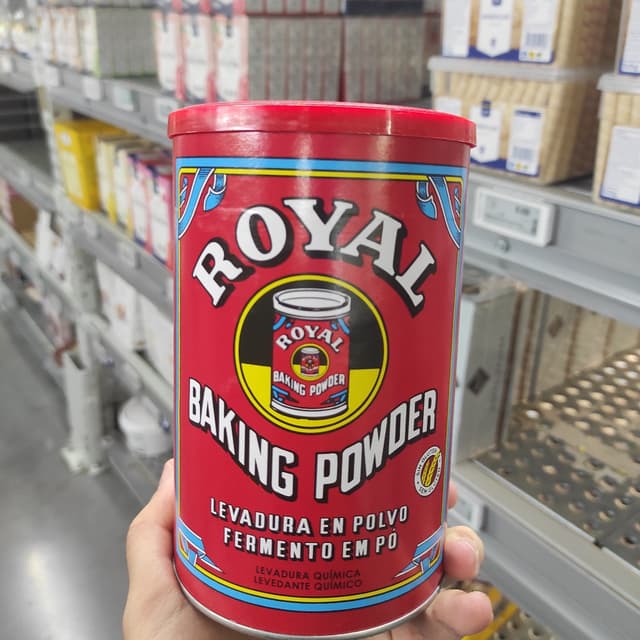 ROYAL
ROYAL
BAKING POWDER
BAKING POWDER
LEVADURA EN POLVO
FERMENTO EM PÓ
LEVADURA QUÍMICA
LEVEDANTE QUÍMICO